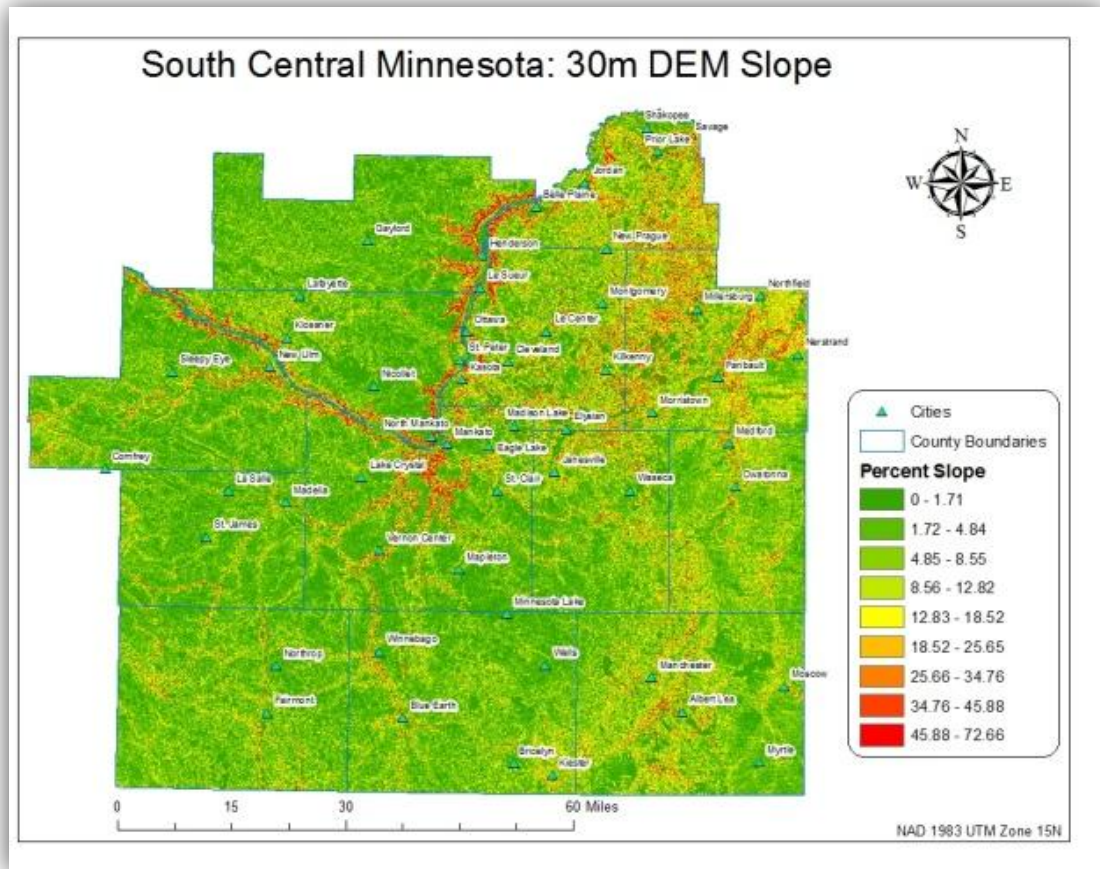 South Central Minnesota: 30m DEM Slope
Shakopee
Savage
Prior Lake
N
W E
S
Jordan
Belle Plaine
Gaylord
Henderson
New Prague
Le Sueur
Lafayette
Montgomery
Millersburg
Northfield
Klossner
Ottawa
Le Center
Nerstrand
Sleepy Eye
New Ulm
St. Peter
Cleveland
Kilkenny
Nicollet
Kasota
Faribault
Morristown
Madison Lake
Elysian
North Mankato
Mankato
Medford
Eagle Lake
Comfrey
Lake Crystal
Janesville
La Salle
Madelia
St. Clair
Waseca
Owatonna
St. James
Vernon Center
Mapleton
Minnesota Lake
Northrop
Winnebago
Wells
Manchester
Moscow
Fairmont
Blue Earth
Albert Lea
Bricelyn
Kiester
Myrtle
Cities
County Boundaries
Percent Slope
0 - 1.71
1.72 - 4.84
4.85 - 8.55
8.56 - 12.82
12.83 - 18.52
18.52 - 25.65
25.66 - 34.76
34.76 - 45.88
45.88 - 72.66
0 15 30 60 Miles
NAD 1983 UTM Zone 15N